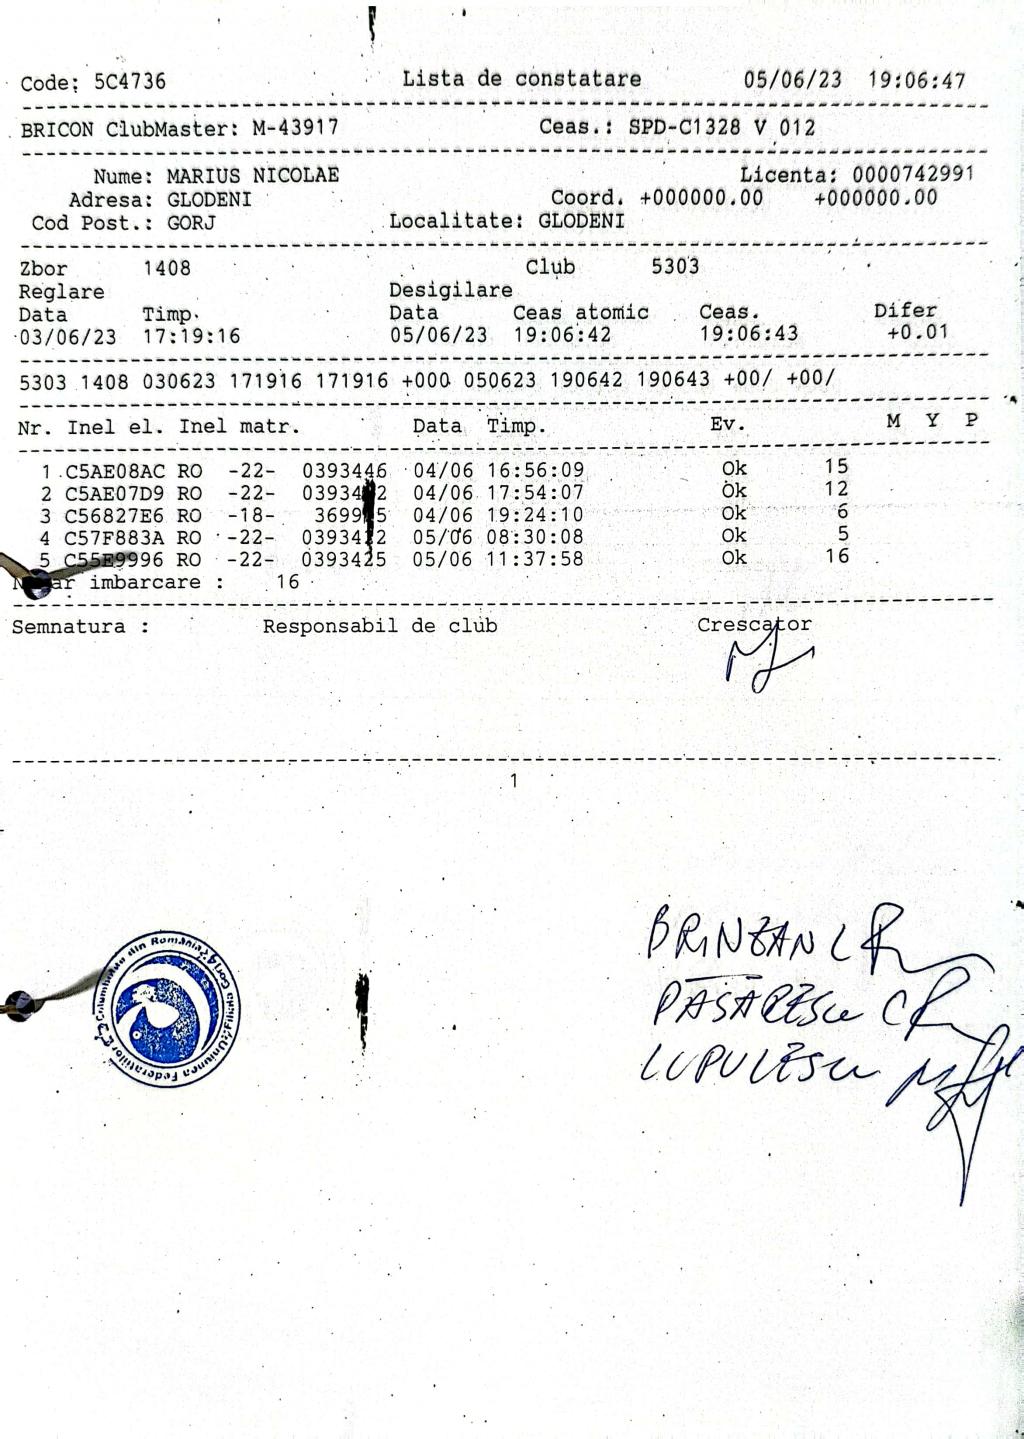 Code: 5C4736 Lista de constatare 05/06/23 19:06:47
BRICON ClubMaster: M-43917 Ceas.: SPD-C1328 V 012
Nume: MARIUS NICOLAE Licenta: 0000742991
Adresa: GLODENI Coord. +000000.00 +000000.00
Cod Post.: GORJ Localitate: GLODENI
Zbor 1408 Club 5303
Reglare Desigilare
Data Timp. Data Ceas atomic Ceas. Difer
03/06/23 17:19:16 05/06/23 19:06:42 19:06:43 +0.01
5303 1408 030623 171916 171916 +000 050623 190642 190643 +00/ +00/
Nr. Inel el. Inel matr. Data Timp. Ev. M Y P
1 C5AE08AC RO -22- 0393446 04/06 16:56:09 Ok 15
2 C5AE07D9 RO -22- 04/06 17:54:07 Ok 12
3 C56827E6 RO -18- 04/06 19:24:10 Ok 6
4 C57F883A RO -22- 05/06 08:30:08 Ok 5
5 C55E9996 RO -22- 0393425 05/06 11:37:58 Ok 16
imbarcare : 16
Semnatura : Responsabil de club Crescator
1
Uniunea Federatiilor Columbofile din România
BRINZAN C
PĂSĂRESCU C
LUPULESCU